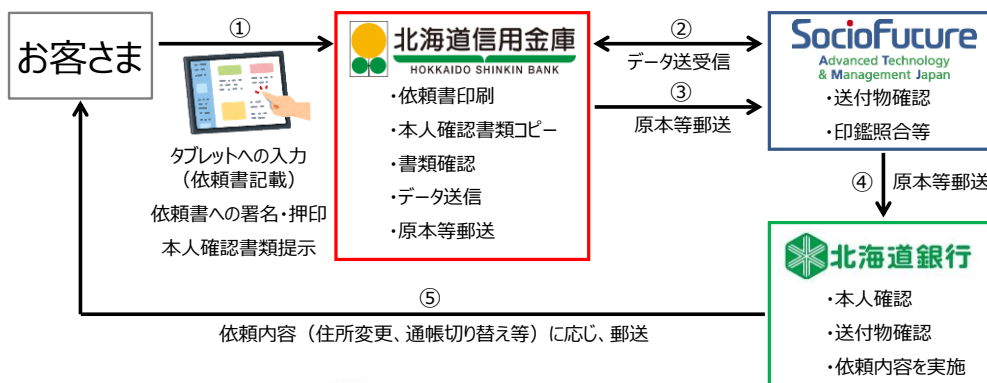 お客さま
①
タブレットへの入力
（依頼書記載）
依頼書への署名・押印
本人確認書類提示
北海道信用金庫
HOKKAIDO SHINKIN BANK
・依頼書印刷
・本人確認書類コピー
・書類確認
・データ送信
・原本等郵送
②
データ送受信
③
原本等郵送
SocioFuture
Advanced Technology
& Management Japan
・送付物確認
・印鑑照合等
④ 原本等郵送
北海道銀行
・本人確認
・送付物確認
・依頼内容を実施
⑤
依頼内容（住所変更、通帳切り替え等）に応じ、郵送